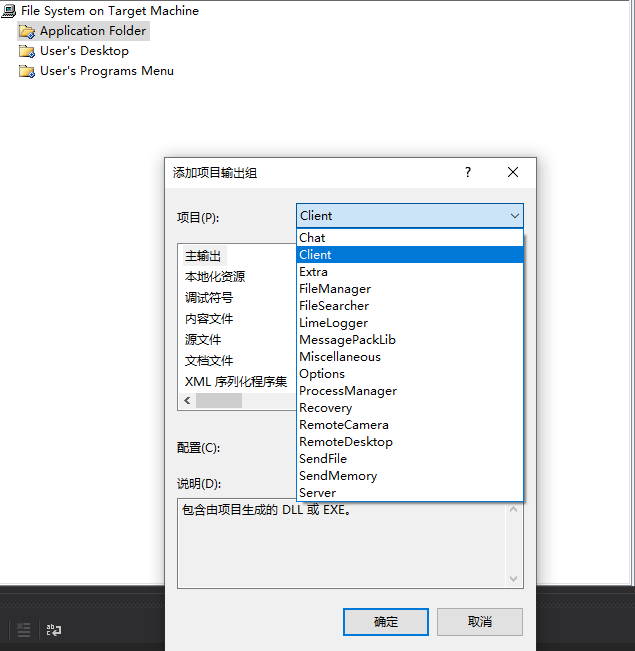 File System on Target Machine
Application Folder
User's Desktop
User's Programs Menu
添加项目输出组
?
项目(P):
Client
Chat
主输出
Client
本地化资源
Extra
调试符号
FileManager
内容文件
FileSearcher
源文件
LimeLogger
文档文件
MessagePackLib
XML 序列化程序集
Miscellaneous
Options
ProcessManager
Recovery
RemoteCamera
配置(C):
RemoteDesktop
SendFile
SendMemory
说明(D):
Server
包含由项目生成的 DLL 或 EXE。
确定
取消